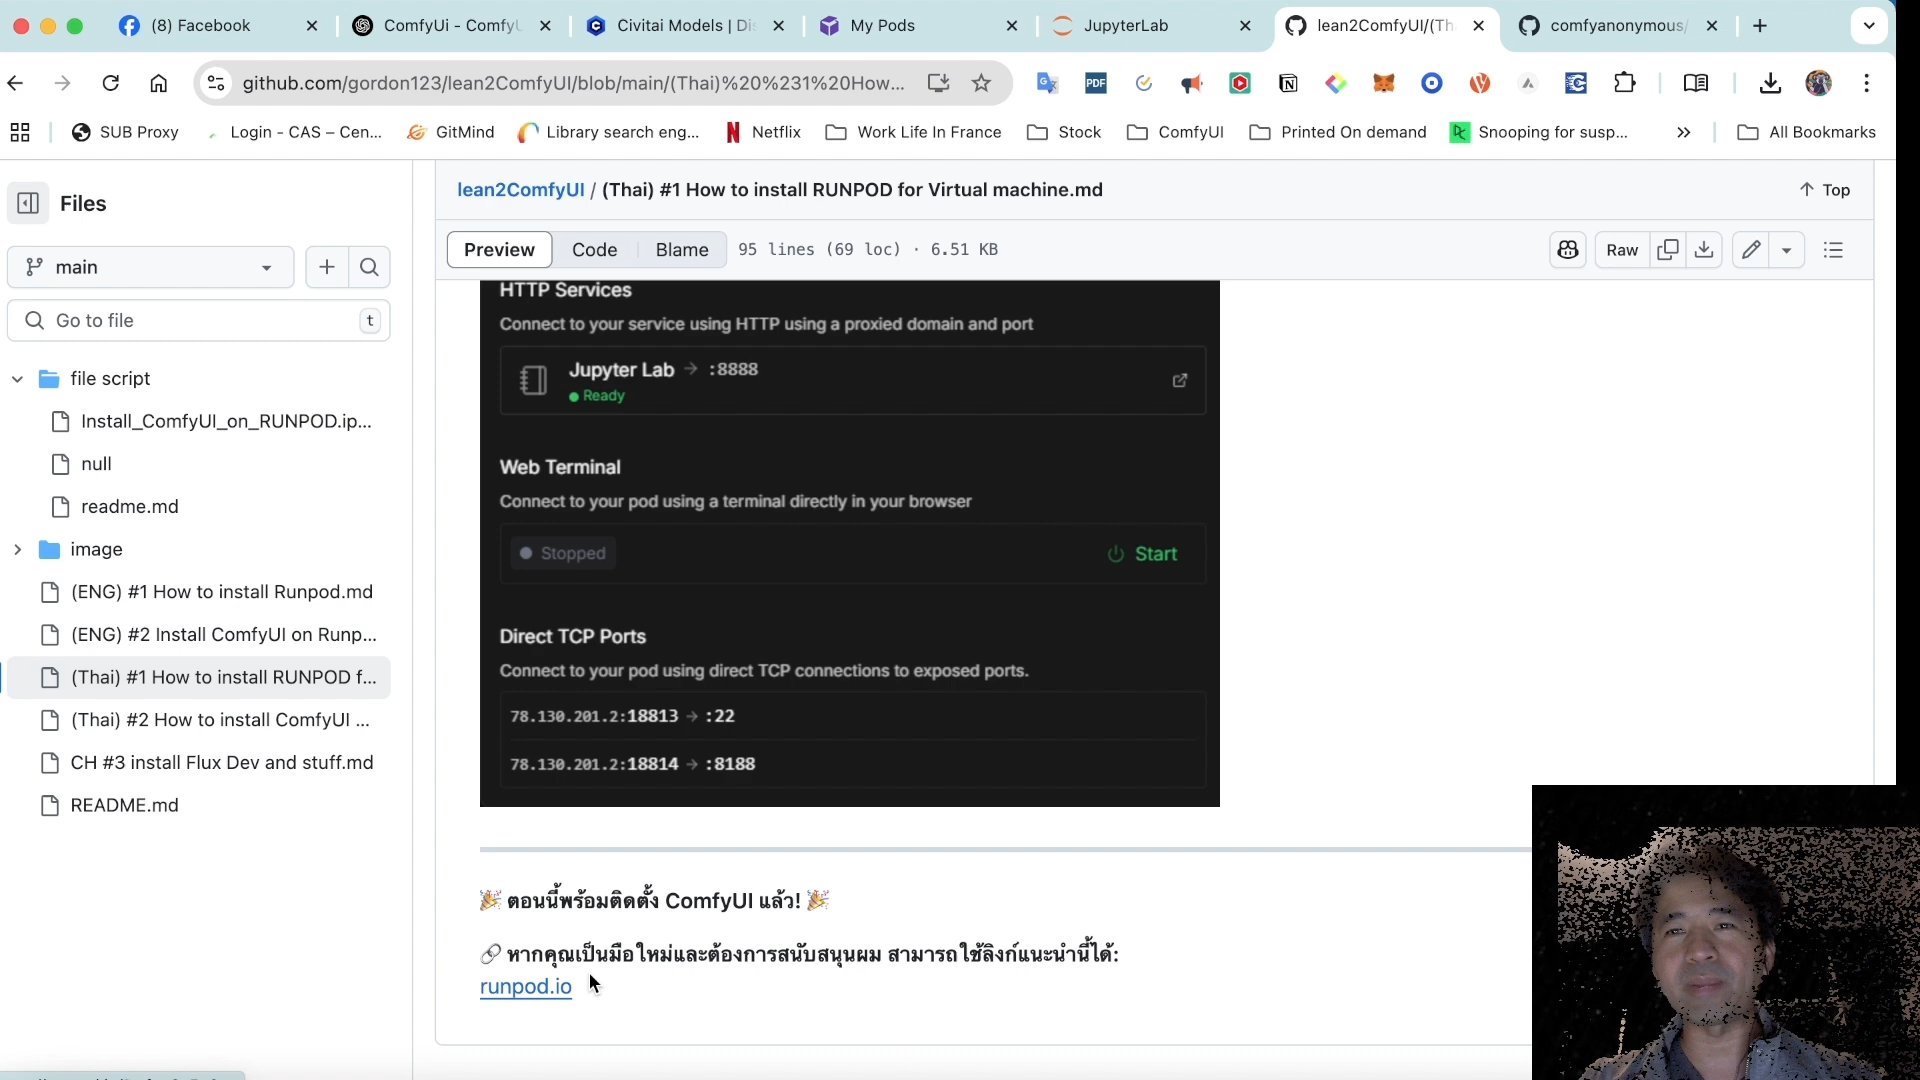 (8) Facebook
ComfyUi - ComfyU
Civitai Models | Dis
My Pods
JupyterLab
lean2ComfyUI/(Th
comfyanonymous/
github.com/gordon123/lean2ComfyUI/blob/main/(Thai)%20%231%20How...
SUB Proxy
Login - CAS – Cen...
GitMind
Library search eng...
Netflix
Work Life In France
Stock
ComfyUI
Printed On demand
Snooping for susp...
All Bookmarks
Files
main
Go to file
t
file script
Install_ComfyUI_on_RUNPOD.ip...
null
readme.md
image
(ENG) #1 How to install Runpod.md
(ENG) #2 Install ComfyUI on Runp...
(Thai) #1 How to install RUNPOD f...
(Thai) #2 How to install ComfyUI ...
CH #3 install Flux Dev and stuff.md
README.md
lean2ComfyUI / (Thai) #1 How to install RUNPOD for Virtual machine.md
Top
Preview
Code
Blame
95 lines (69 loc) · 6.51 KB
Raw
HTTP Services
Connect to your service using HTTP using a proxied domain and port
Jupyter Lab → :8888
Ready
Web Terminal
Connect to your pod using a terminal directly in your browser
Stopped
Start
Direct TCP Ports
Connect to your pod using direct TCP connections to exposed ports.
78.130.201.2:18813 → :22
78.130.201.2:18814 → :8188
🎉 ตอนนี้พร้อมติดตั้ง ComfyUI แล้ว! 🎉
🔗 หากคุณเป็นมือใหม่และต้องการสนับสนุนผม สามารถใช้ลิงก์แนะนำนี้ได้:
runpod.io